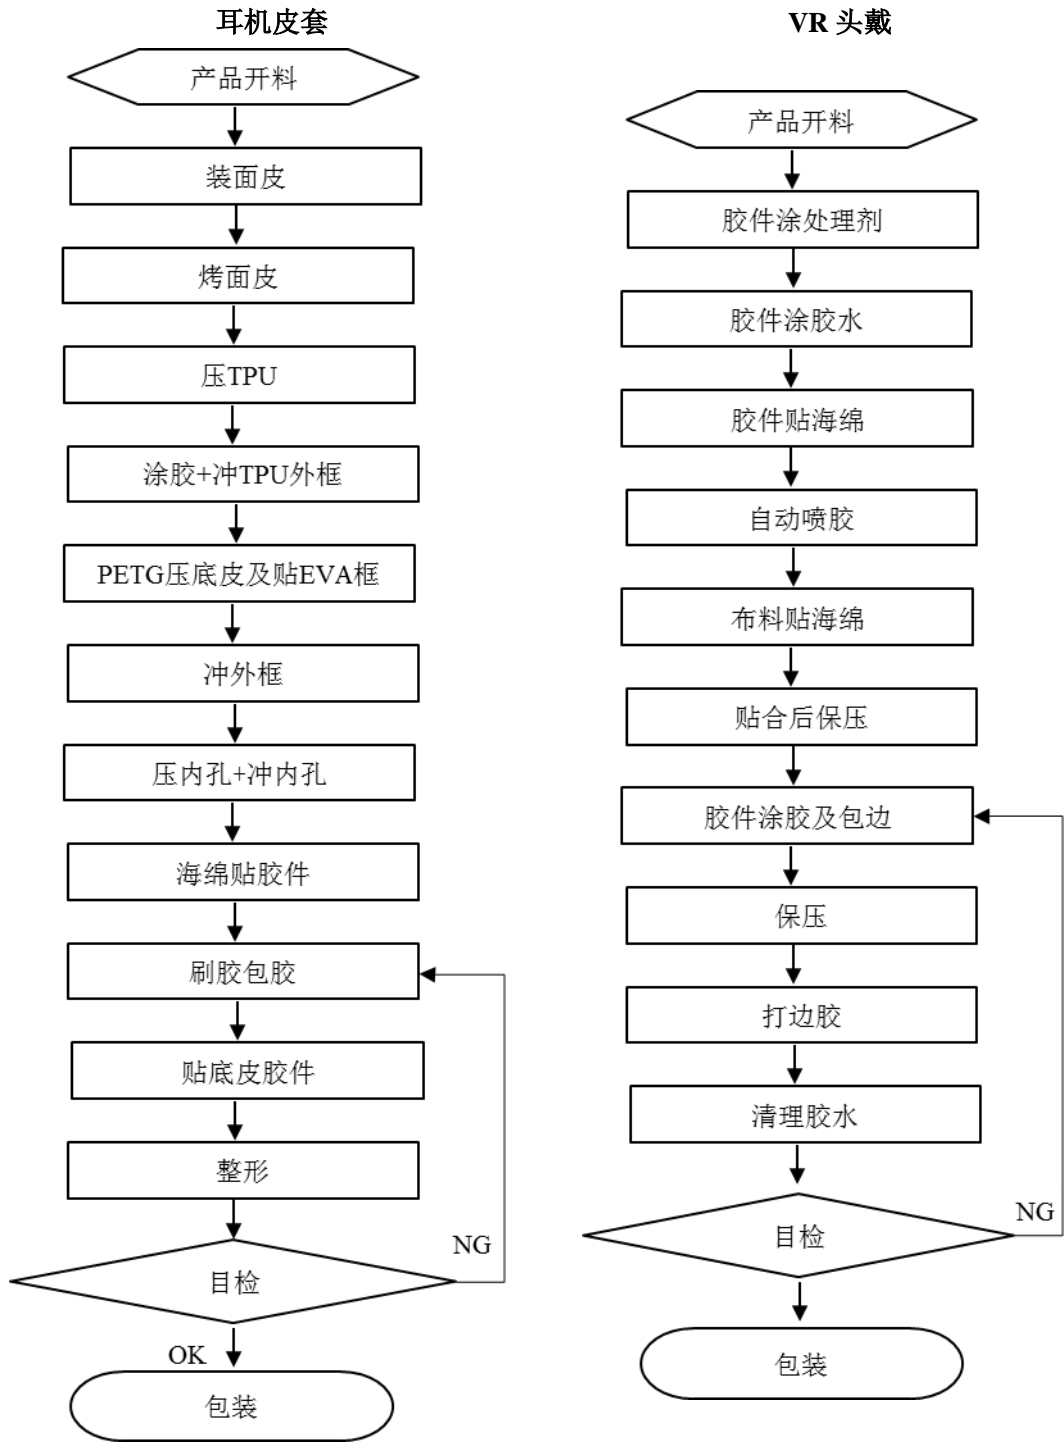 耳机皮套
产品开料
装面皮
烤面皮
压TPU
涂胶+冲TPU外框
PETG压底皮及贴EVA框
冲外框
压内孔+冲内孔
海绵贴胶件
刷胶包胶
贴底皮胶件
整形
目检
NG
OK
包装
VR 头戴
产品开料
胶件涂处理剂
胶件涂胶水
胶件贴海绵
自动喷胶
布料贴海绵
贴合后保压
胶件涂胶及包边
保压
打边胶
清理胶水
目检
NG
包装